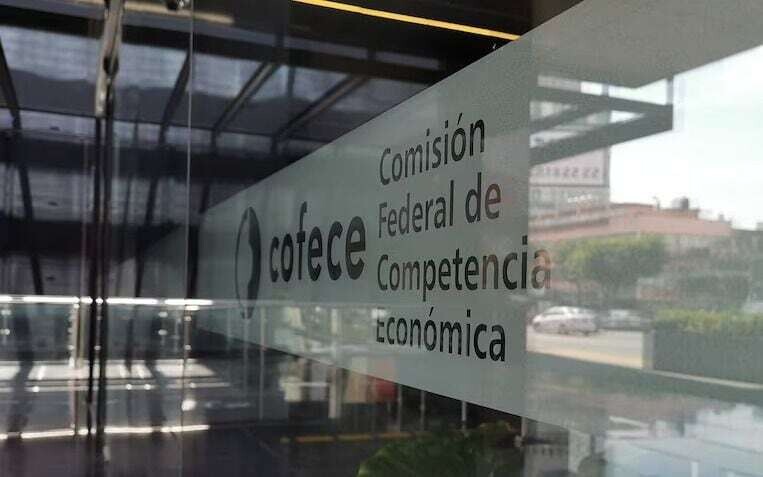 cofece
Comisión
Federal de
Competencia
Económica